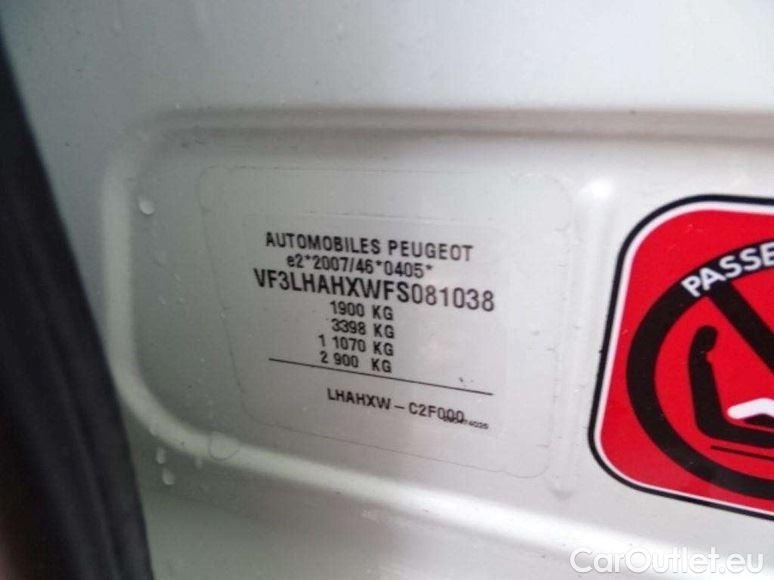 AUTOMOBILES PEUGEOT
e2*2007/46*0405*
VF3LHAHXWFS081038
1900 KG
3398 KG
1 1070 KG
2 900 KG
LHAHXW - C2F000
PASSE
CarOutlet.eu